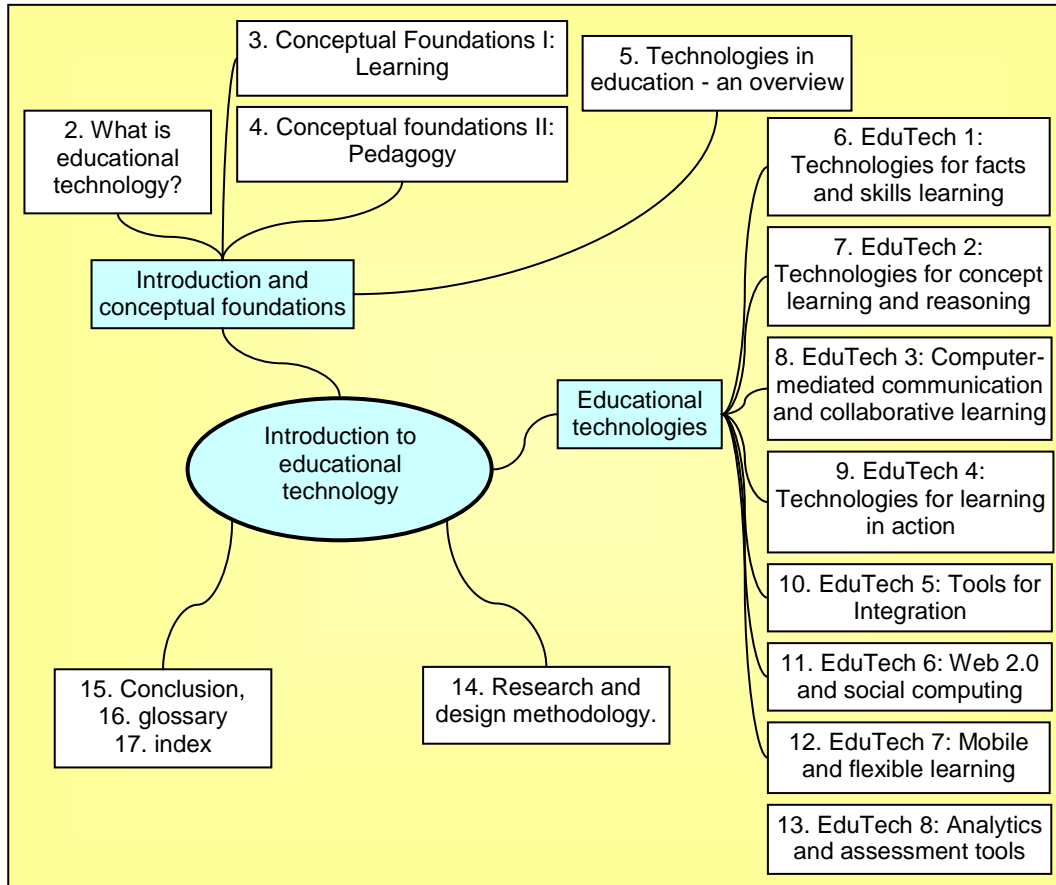 3. Conceptual Foundations I:
Learning
5. Technologies in
education - an overview
2. What is
educational
technology?
4. Conceptual foundations II:
Pedagogy
6. EduTech 1:
Technologies for facts
and skills learning
7. EduTech 2:
Technologies for concept
learning and reasoning
Introduction and
conceptual foundations
8. EduTech 3: Computer-
mediated communication
and collaborative learning
Educational
technologies
Introduction to
educational
technology
9. EduTech 4:
Technologies for learning
in action
10. EduTech 5: Tools for
Integration
11. EduTech 6: Web 2.0
and social computing
15. Conclusion,
16. glossary
17. index
14. Research and
design methodology.
12. EduTech 7: Mobile
and flexible learning
13. EduTech 8: Analytics
and assessment tools